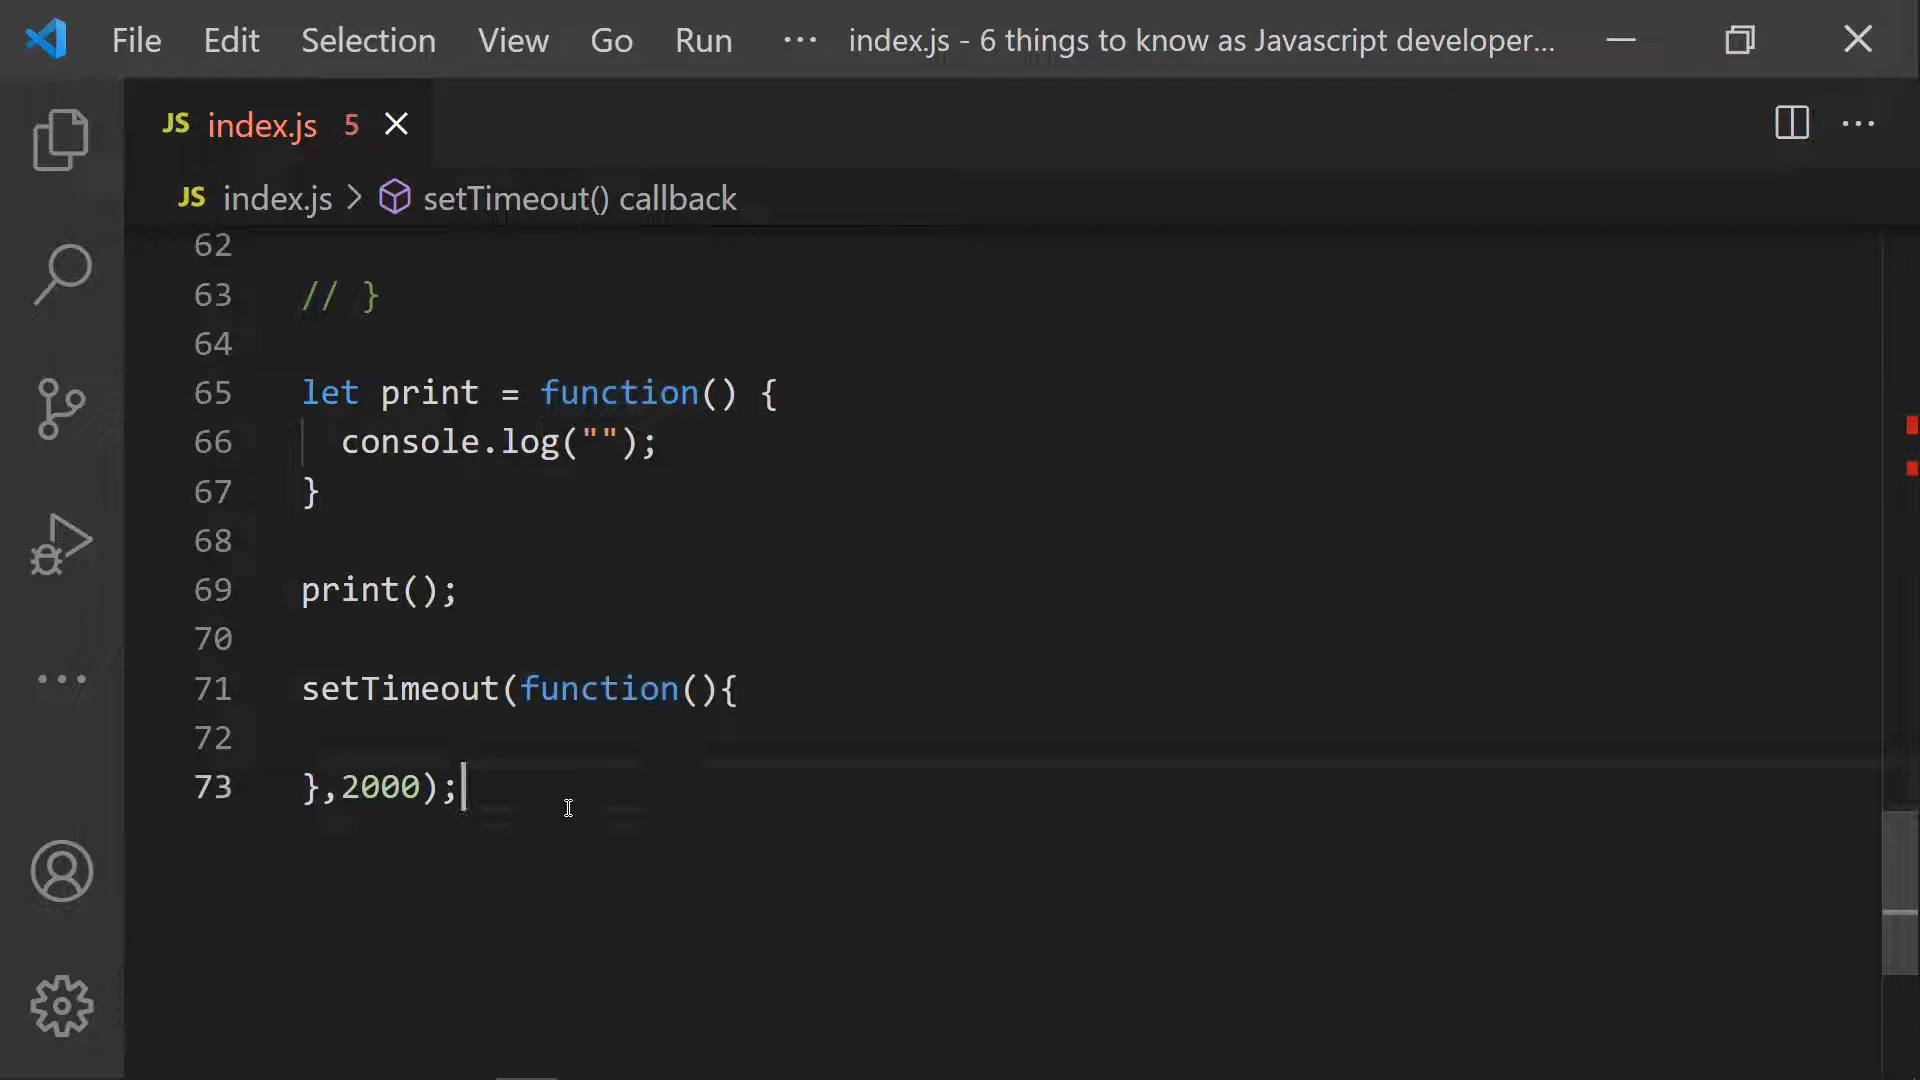 File Edit Selection View Go Run ··· index.js - 6 things to know as Javascript developer...
JS index.js 5
JS index.js > setTimeout() callback
62
63 // }
64
65 let print = function() {
66 console.log("");
67 }
68
69 print();
70
71 setTimeout(function(){
72
73 },2000);